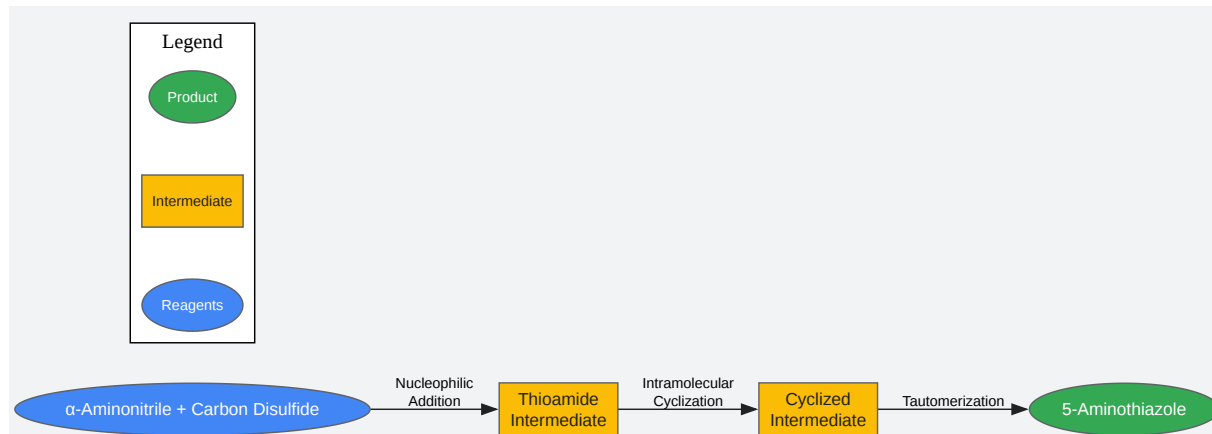 Legend
Product
Intermediate
Reagents
α-Aminonitrile + Carbon Disulfide
Nucleophilic
Addition
Thioamide
Intermediate
Intramolecular
Cyclization
Cyclized
Intermediate
Tautomerization
5-Aminothiazole